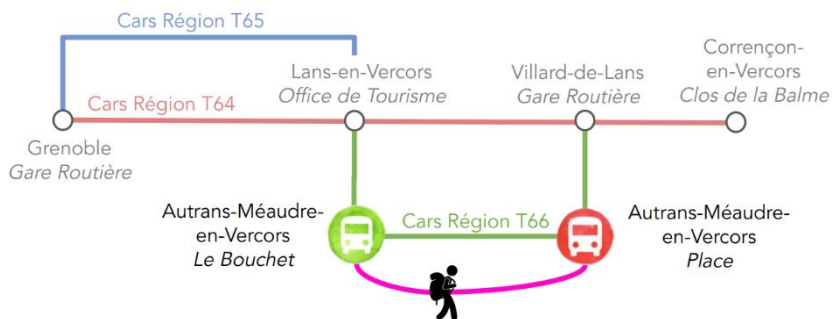 Cars Région T65
Lans-en-Vercors
Office de Tourisme
Villard-de-Lans
Gare Routière
Corrençon-
en-Vercors
Clos de la Balme
Cars Région T64
Grenoble
Gare Routière
Autrans-Méaudre-
en-Vercors
Le Bouchet
Cars Région T66
Autrans-Méaudre-
en-Vercors
Place